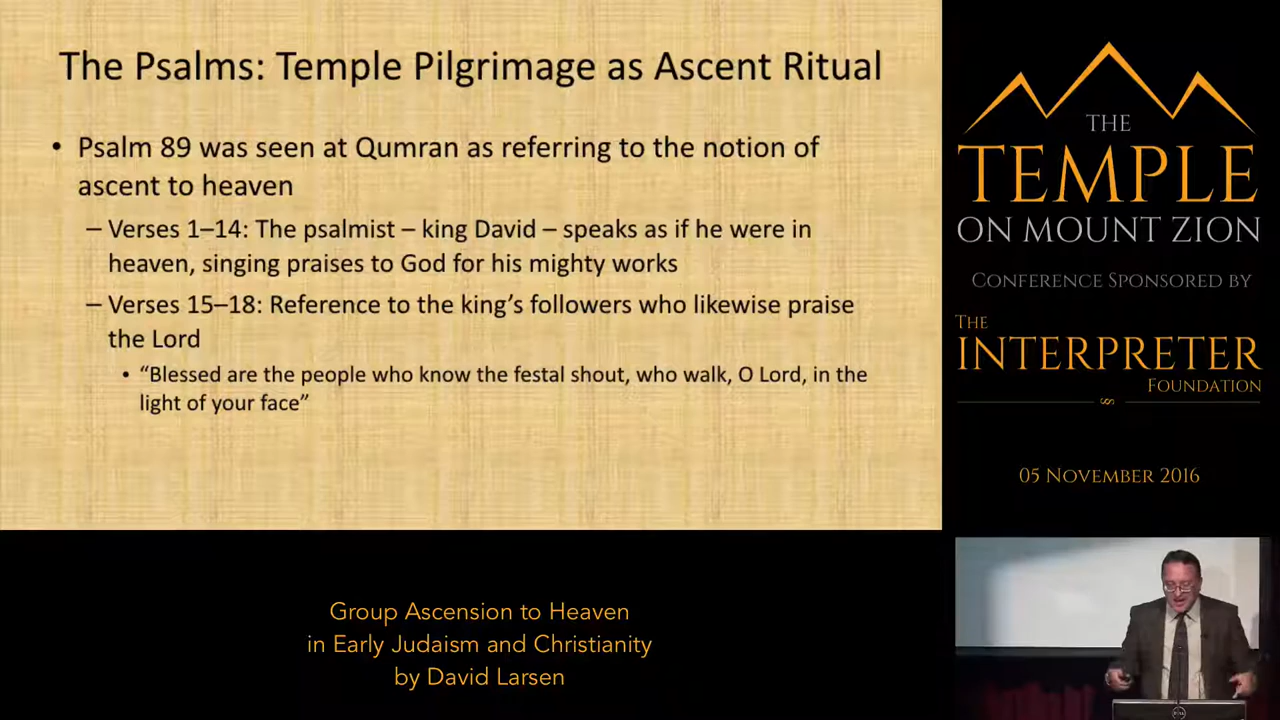 The Psalms: Temple Pilgrimage as Ascent Ritual
• Psalm 89 was seen at Qumran as referring to the notion of
ascent to heaven
– Verses 1–14: The psalmist – king David – speaks as if he were in
heaven, singing praises to God for his mighty works
– Verses 15–18: Reference to the king’s followers who likewise praise
the Lord
• “Blessed are the people who know the festal shout, who walk, O Lord, in the
light of your face”
THE
TEMPLE
ON MOUNT ZION
CONFERENCE SPONSORED BY
THE
INTERPRETER
FOUNDATION
05 NOVEMBER 2016
Group Ascension to Heaven
in Early Judaism and Christianity
by David Larsen